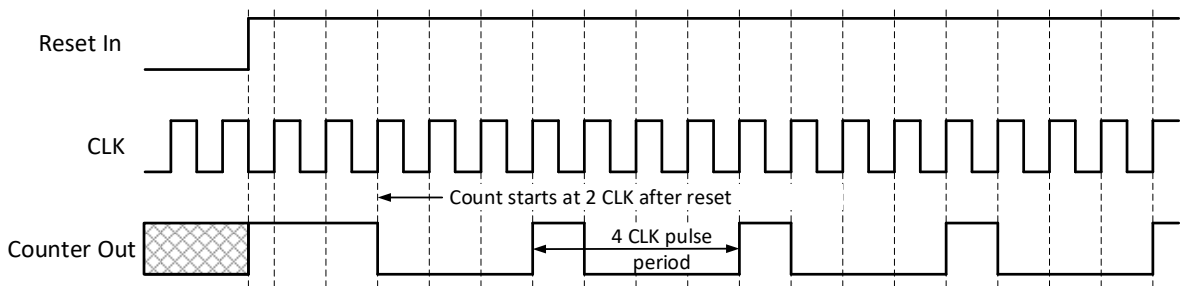 Reset In
CLK
Count starts at 2 CLK after reset
Counter Out
4 CLK pulse
period